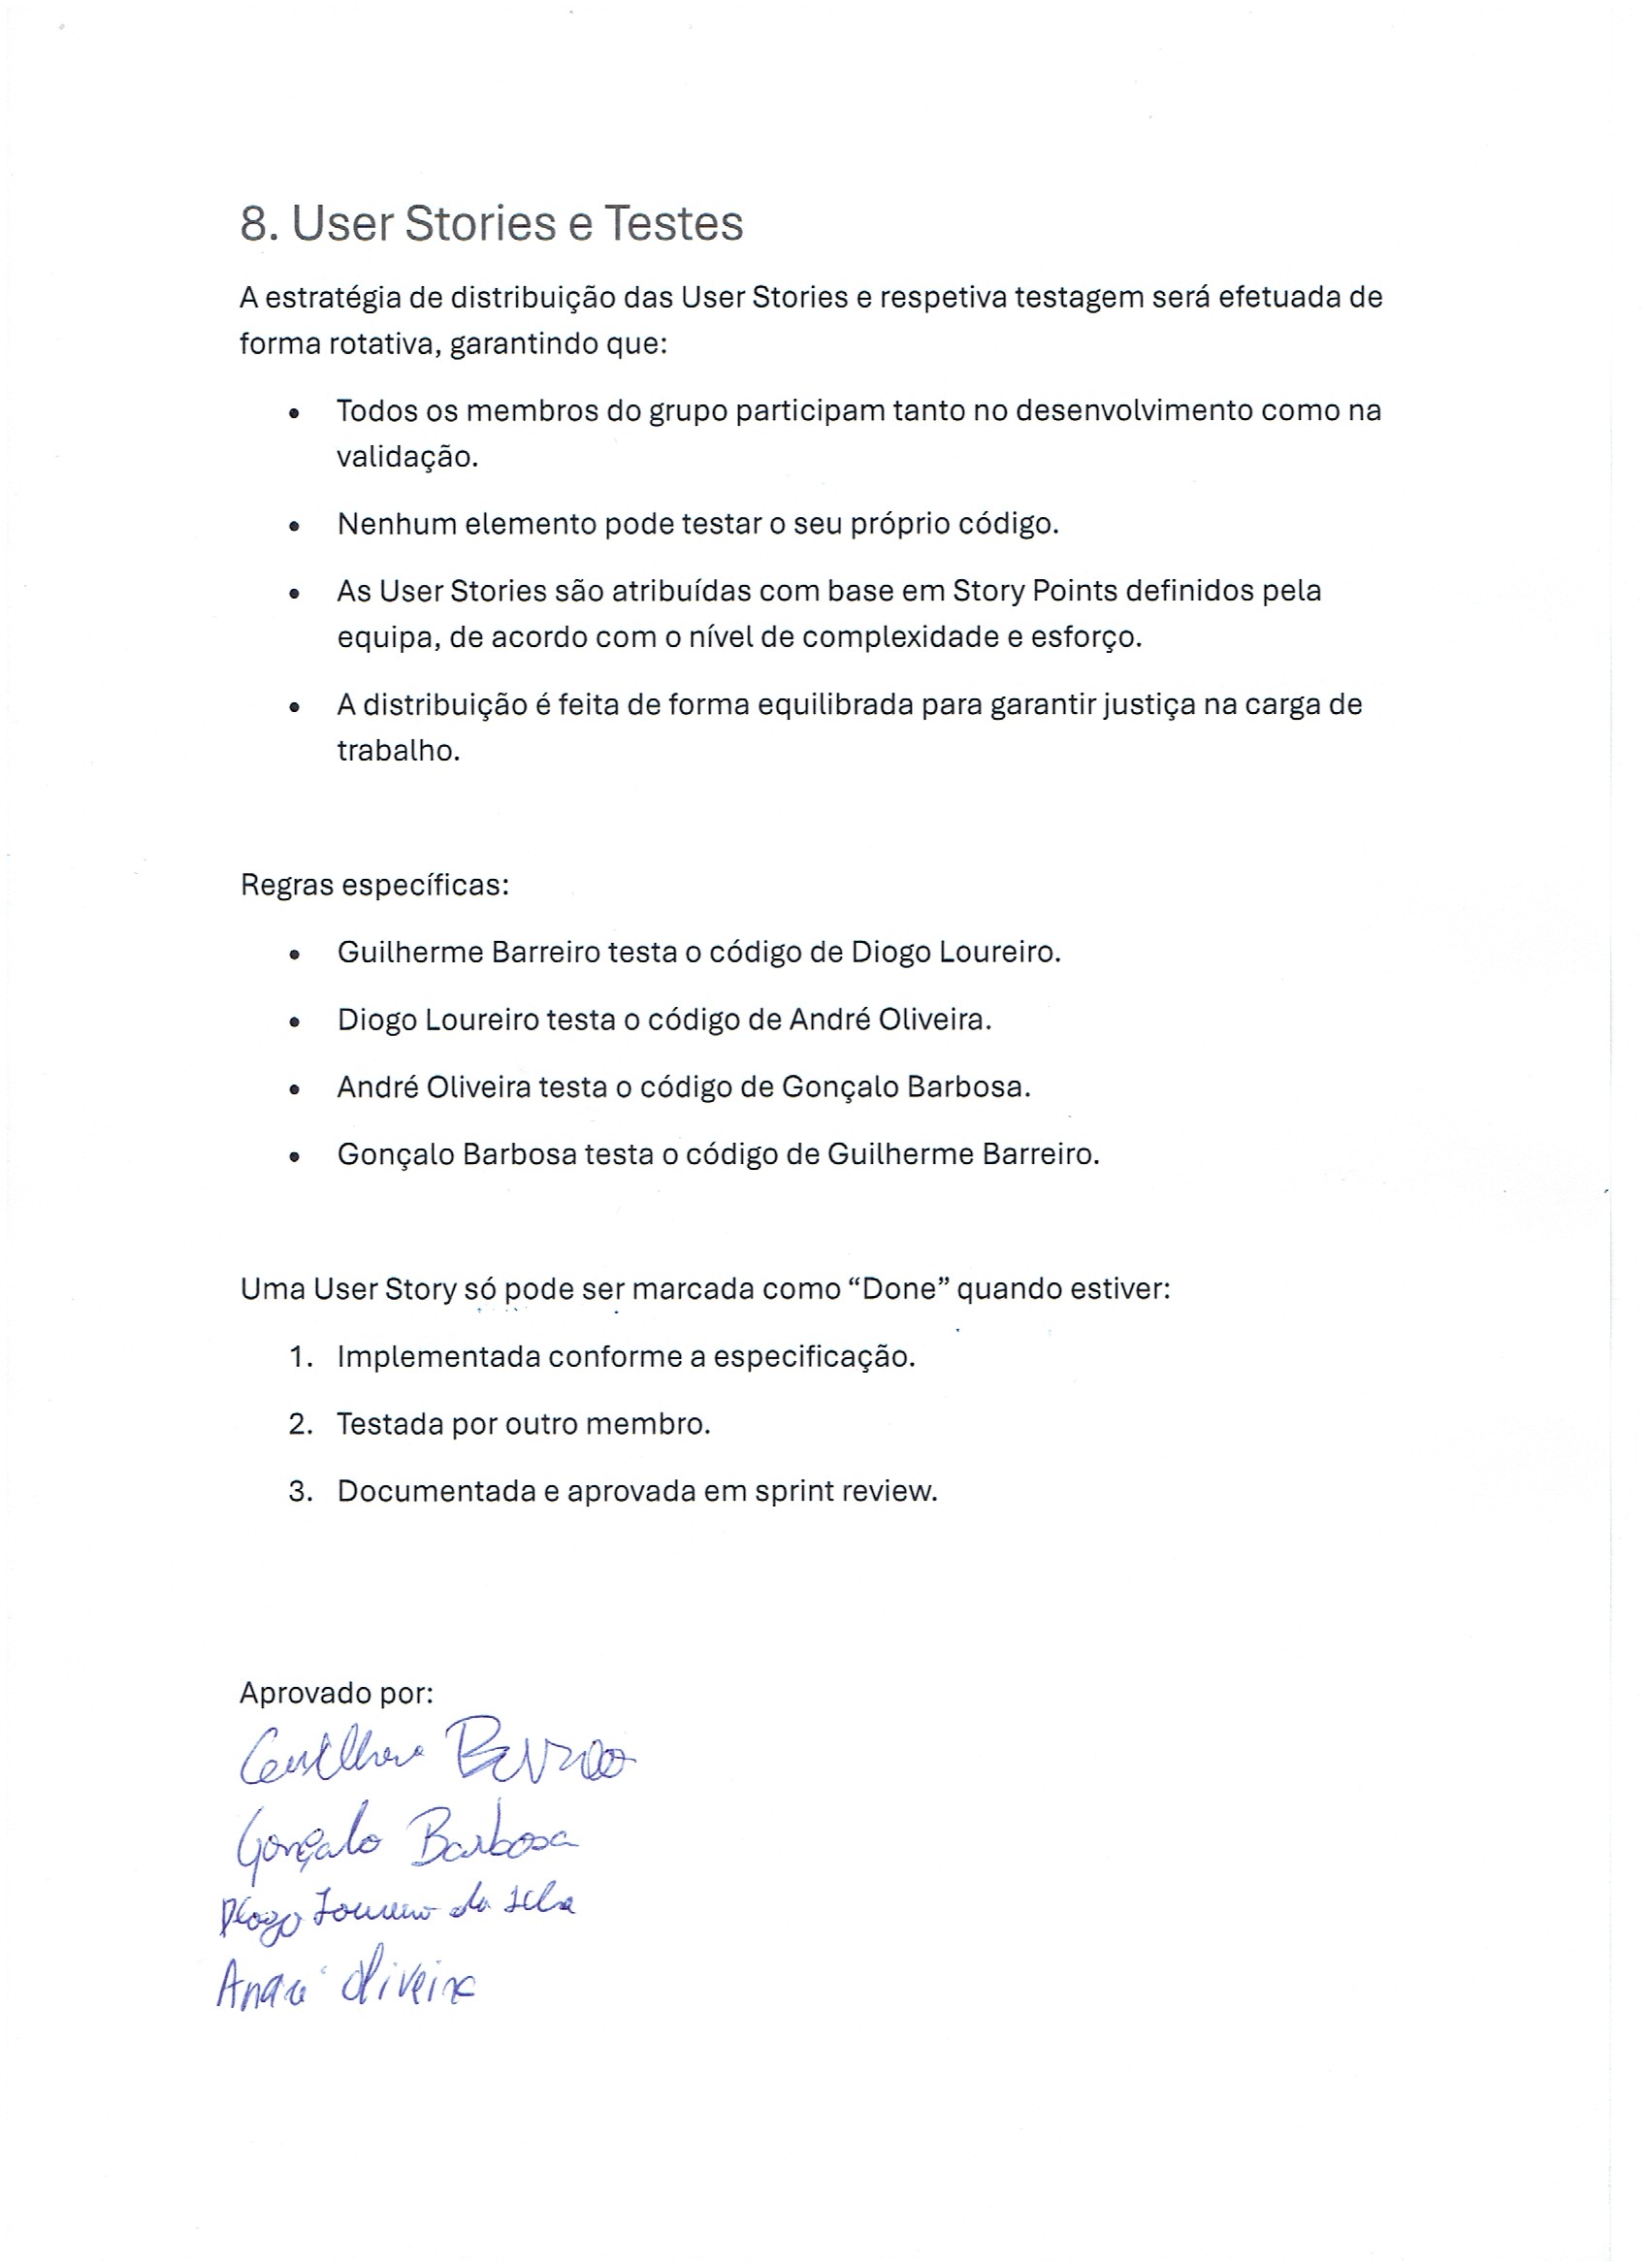 8. User Stories e Testes
A estratégia de distribuição das User Stories e respetiva testagem será efetuada de
forma rotativa, garantindo que:
• Todos os membros do grupo participam tanto no desenvolvimento como na
validação.
• Nenhum elemento pode testar o seu próprio código.
• As User Stories são atribuídas com base em Story Points definidos pela
equipa, de acordo com o nível de complexidade e esforço.
• A distribuição é feita de forma equilibrada para garantir justiça na carga de
trabalho.
Regras específicas:
• Guilherme Barreiro testa o código de Diogo Loureiro.
• Diogo Loureiro testa o código de André Oliveira.
• André Oliveira testa o código de Gonçalo Barbosa.
• Gonçalo Barbosa testa o código de Guilherme Barreiro.
Uma User Story só pode ser marcada como “Done” quando estiver:
1. Implementada conforme a especificação.
2. Testada por outro membro.
3. Documentada e aprovada em sprint review.
Aprovado por:
Guilherme Barreiro
Gonçalo Barbosa
Diogo Loureiro da Silva
André Oliveira